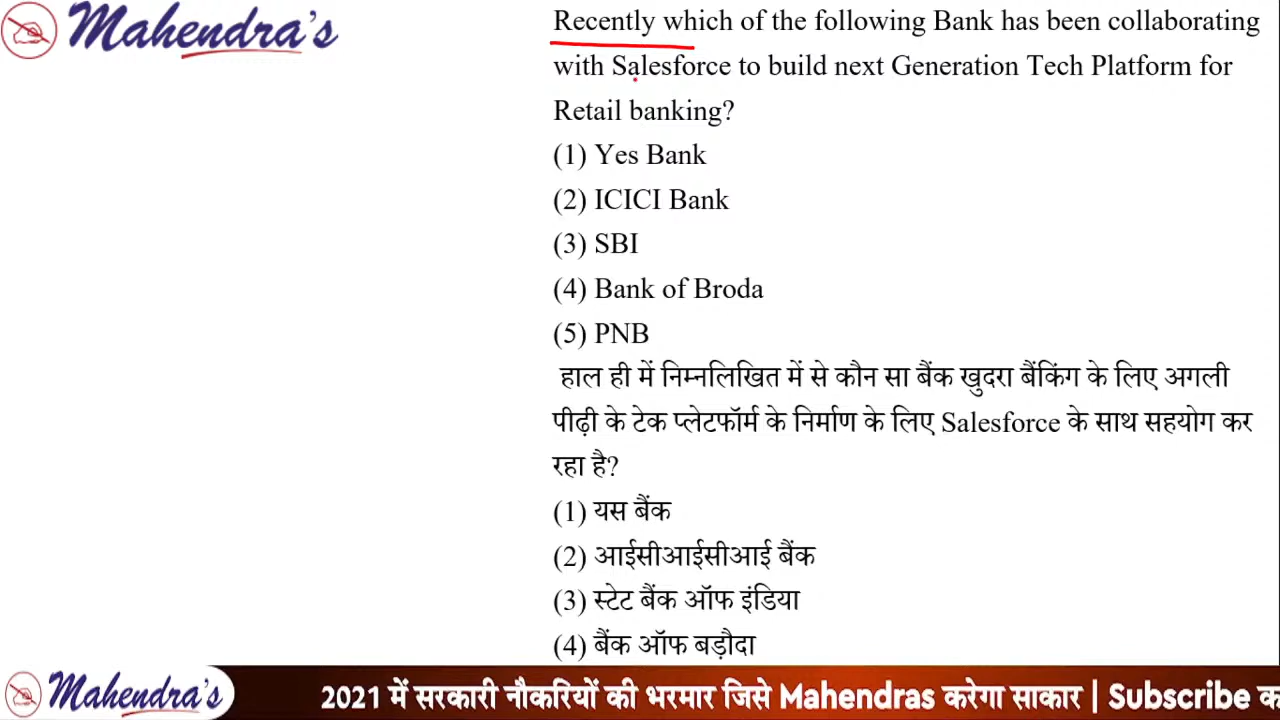 Mahendra's
Recently which of the following Bank has been collaborating
with Salesforce to build next Generation Tech Platform for
Retail banking?
(1) Yes Bank
(2) ICICI Bank
(3) SBI
(4) Bank of Broda
(5) PNB
हाल ही में निम्नलिखित में से कौन सा बैंक खुदरा बैंकिंग के लिए अगली
पीढ़ी के टेक प्लेटफॉर्म के निर्माण के लिए Salesforce के साथ सहयोग कर
रहा है?
(1) यस बैंक
(2) आईसीआईसीआई बैंक
(3) स्टेट बैंक ऑफ इंडिया
(4) बैंक ऑफ बड़ौदा
Mahendra's
2021 में सरकारी नौकरियों की भरमार जिसे Mahendras करेगा साकार | Subscribe क